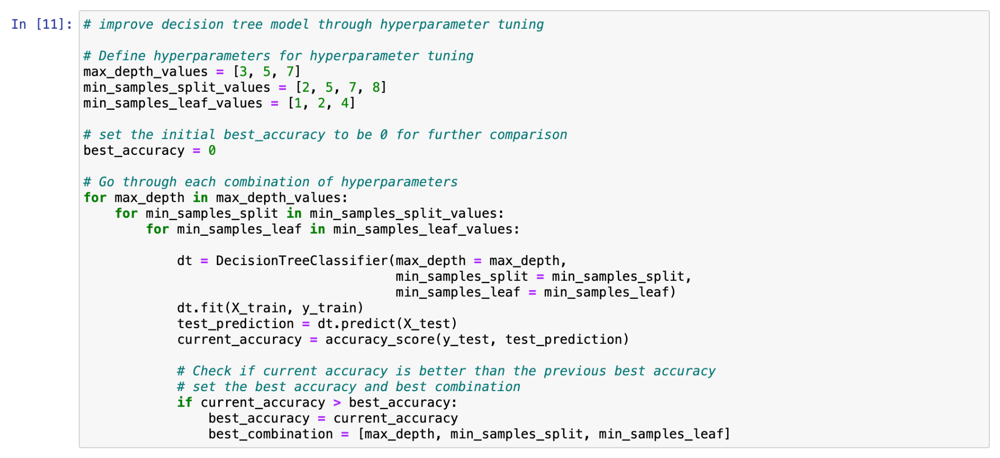 In [11]: # improve decision tree model through hyperparameter tuning
# Define hyperparameters for hyperparameter tuning
max_depth_values = [3, 5, 7]
min_samples_split_values = [2, 5, 7, 8]
min_samples_leaf_values = [1, 2, 4]
# set the initial best_accuracy to be 0 for further comparison
best_accuracy = 0
# Go through each combination of hyperparameters
for max_depth in max_depth_values:
    for min_samples_split in min_samples_split_values:
        for min_samples_leaf in min_samples_leaf_values:
            dt = DecisionTreeClassifier(max_depth = max_depth,
                                        min_samples_split = min_samples_split,
                                        min_samples_leaf = min_samples_leaf)
            dt.fit(X_train, y_train)
            test_prediction = dt.predict(X_test)
            current_accuracy = accuracy_score(y_test, test_prediction)
            # Check if current accuracy is better than the previous best accuracy
            # set the best accuracy and best combination
            if current_accuracy > best_accuracy:
                best_accuracy = current_accuracy
                best_combination = [max_depth, min_samples_split, min_samples_leaf]